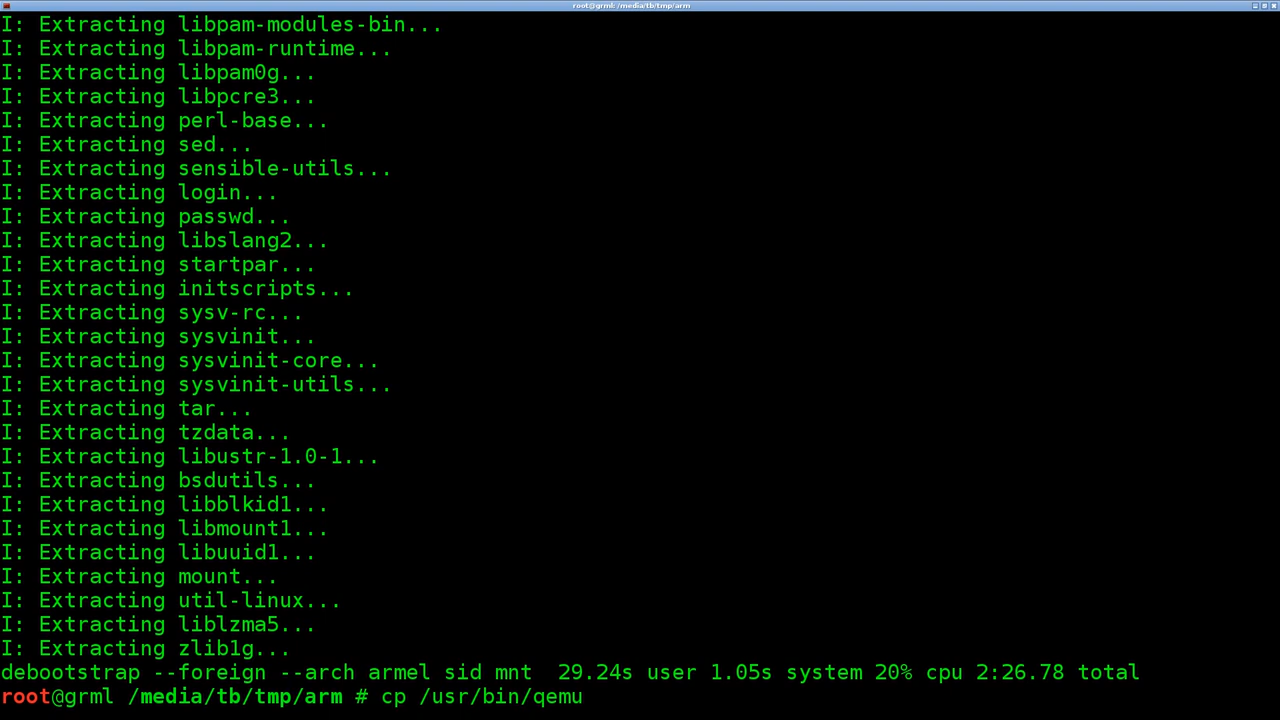 root@grml: /media/tb/tmp/arm
I: Extracting libpam-modules-bin...
I: Extracting libpam-runtime...
I: Extracting libpam0g...
I: Extracting libpcre3...
I: Extracting perl-base...
I: Extracting sed...
I: Extracting sensible-utils...
I: Extracting login...
I: Extracting passwd...
I: Extracting libslang2...
I: Extracting startpar...
I: Extracting initscripts...
I: Extracting sysv-rc...
I: Extracting sysvinit...
I: Extracting sysvinit-core...
I: Extracting sysvinit-utils...
I: Extracting tar...
I: Extracting tzdata...
I: Extracting libustr-1.0-1...
I: Extracting bsdutils...
I: Extracting libblkid1...
I: Extracting libmount1...
I: Extracting libuuid1...
I: Extracting mount...
I: Extracting util-linux...
I: Extracting liblzma5...
I: Extracting zlib1g...
debootstrap --foreign --arch armel sid mnt  29.24s user 1.05s system 20% cpu 2:26.78 total
root@grml /media/tb/tmp/arm # cp /usr/bin/qemu